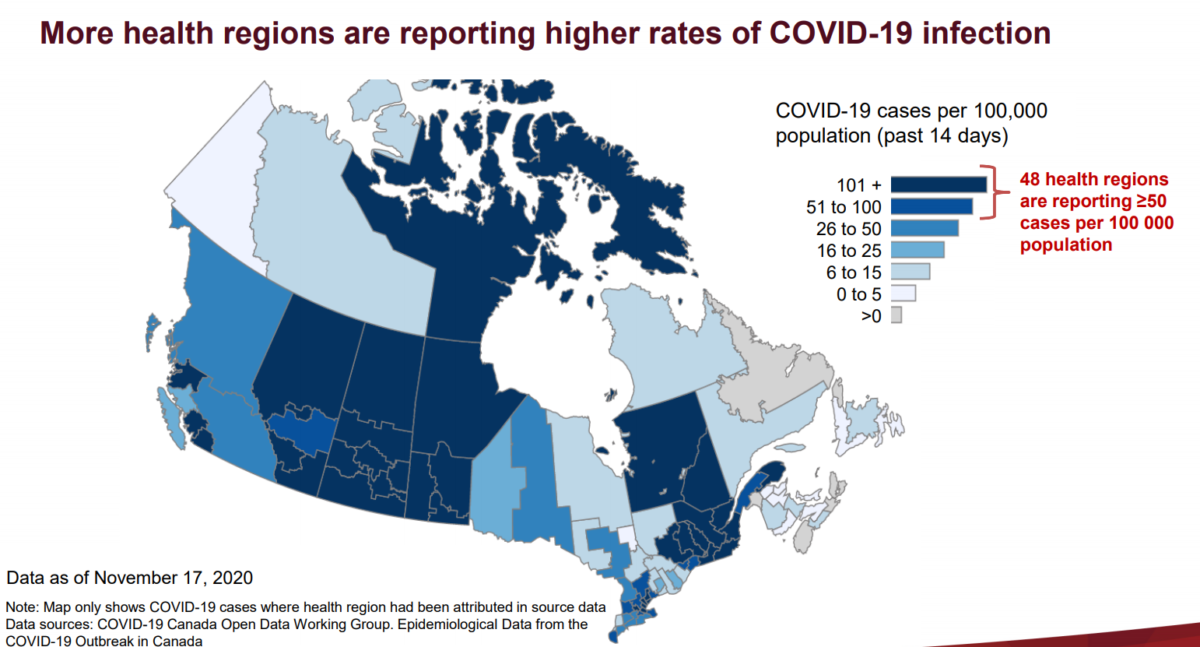 More health regions are reporting higher rates of COVID-19 infection
COVID-19 cases per 100,000
population (past 14 days)
101 +
51 to 100
26 to 50
16 to 25
6 to 15
0 to 5
>0
48 health regions
are reporting ≥50
cases per 100 000
population
Data as of November 17, 2020
Note: Map only shows COVID-19 cases where health region had been attributed in source data
Data sources: COVID-19 Canada Open Data Working Group. Epidemiological Data from the
COVID-19 Outbreak in Canada